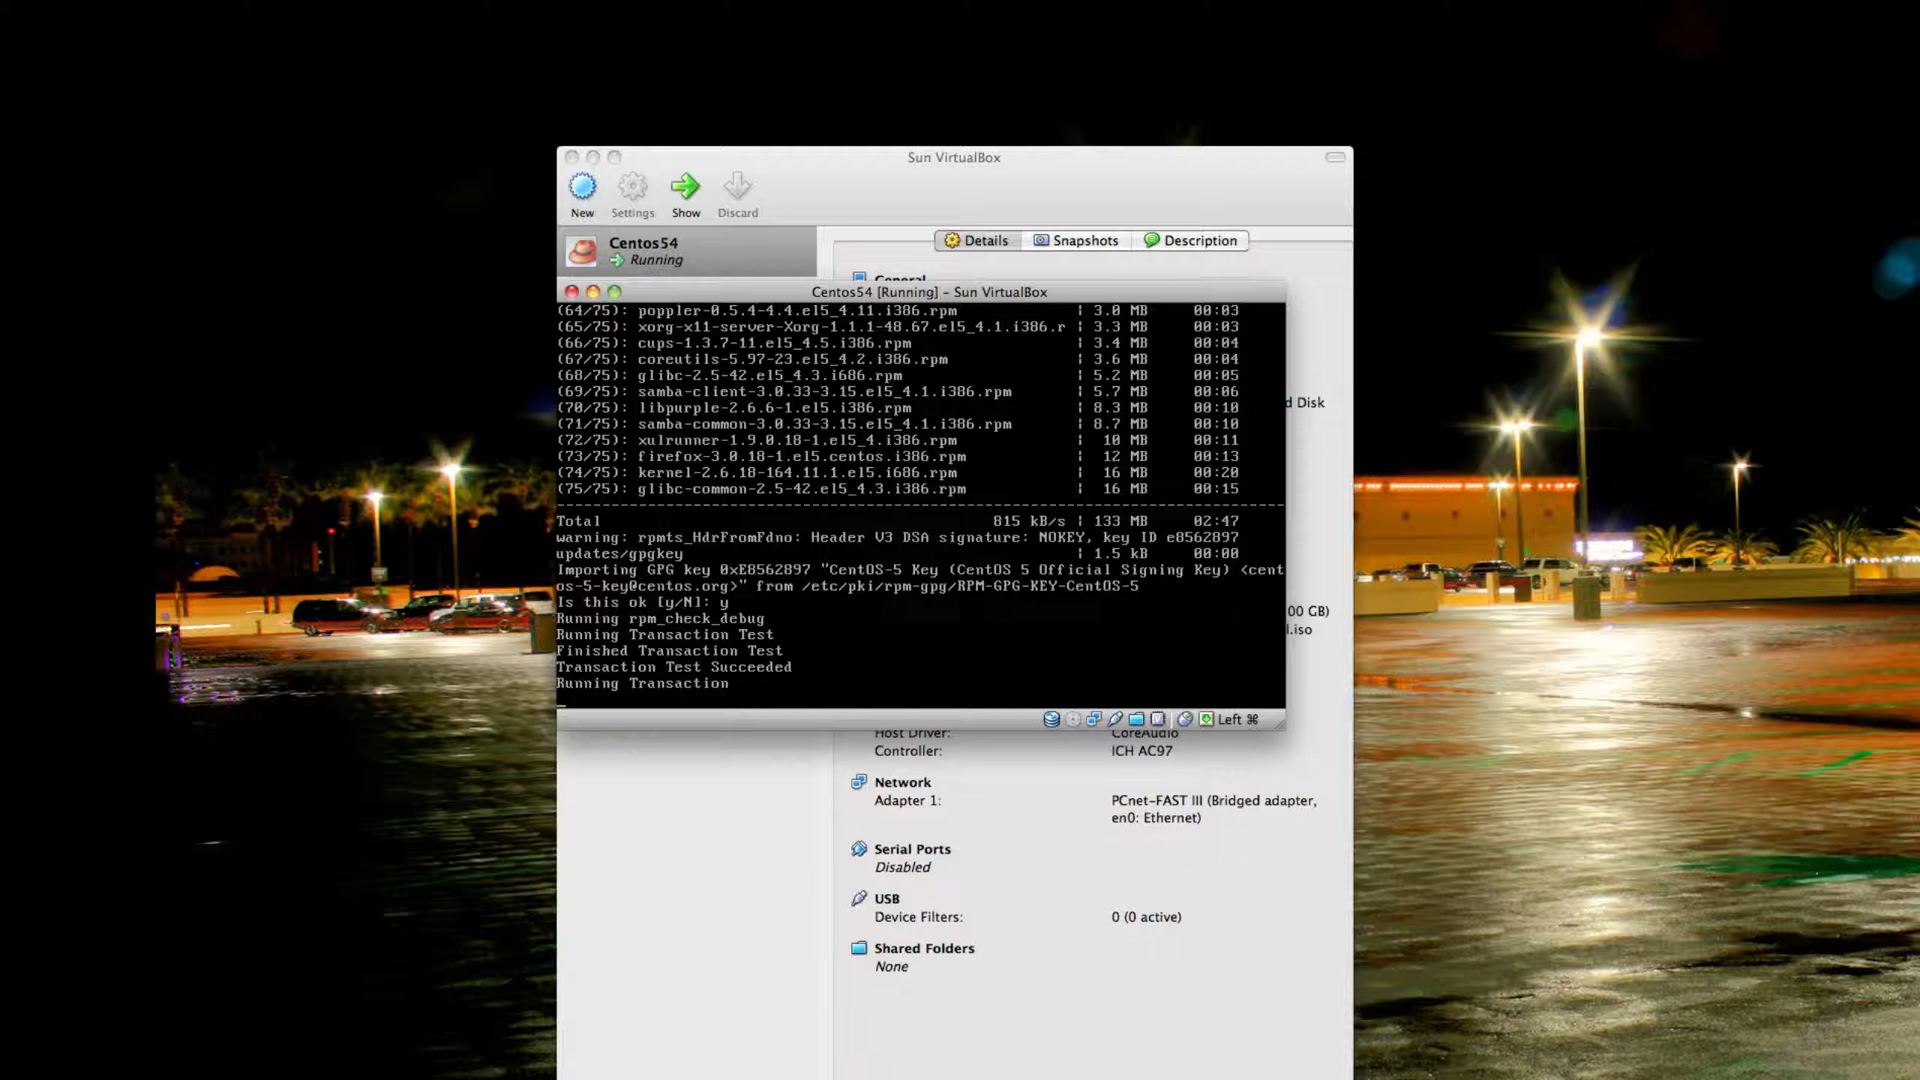 Sun VirtualBox
New Settings Show Discard
Centos54
Running
Details Snapshots Description
General
Centos54 [Running] - Sun VirtualBox
(64/75): poppler-0.5.4-4.4.el5_4.11.i386.rpm | 3.0 MB 00:03
(65/75): xorg-x11-server-Xorg-1.1.1-48.67.el5_4.1.i386.r | 3.3 MB 00:03
(66/75): cups-1.3.7-11.el5_4.5.i386.rpm | 3.4 MB 00:04
(67/75): coreutils-5.97-23.el5_4.2.i386.rpm | 3.6 MB 00:04
(68/75): glibc-2.5-42.el5_4.3.i686.rpm | 5.2 MB 00:05
(69/75): samba-client-3.0.33-3.15.el5_4.1.i386.rpm | 5.7 MB 00:06
(70/75): libpurple-2.6.6-1.el5.i386.rpm | 8.3 MB 00:10
(71/75): samba-common-3.0.33-3.15.el5_4.1.i386.rpm | 8.7 MB 00:10
(72/75): xulrunner-1.9.0.18-1.el5_4.i386.rpm | 10 MB 00:11
(73/75): firefox-3.0.18-1.el5.centos.i386.rpm | 12 MB 00:13
(74/75): kernel-2.6.18-164.11.1.el5.i686.rpm | 16 MB 00:20
(75/75): glibc-common-2.5-42.el5_4.3.i386.rpm | 16 MB 00:15
--------------------------------------------------------------------------------
Total 815 kB/s | 133 MB 02:47
warning: rpmts_HdrFromFdno: Header V3 DSA signature: NOKEY, key ID e8562897
updates/gpgkey | 1.5 kB 00:00
Importing GPG key 0xE8562897 "CentOS-5 Key (CentOS 5 Official Signing Key) <cent
os-5-key@centos.org>" from /etc/pki/rpm-gpg/RPM-GPG-KEY-CentOS-5
Is this ok [y/N]: y
Running rpm_check_debug
Running Transaction Test
Finished Transaction Test
Transaction Test Succeeded
Running Transaction
d Disk
00 GB)
l.iso
Left ⌘
Host Driver: CoreAudio
Controller: ICH AC97
Network
Adapter 1: PCnet-FAST III (Bridged adapter,
en0: Ethernet)
Serial Ports
Disabled
USB
Device Filters: 0 (0 active)
Shared Folders
None